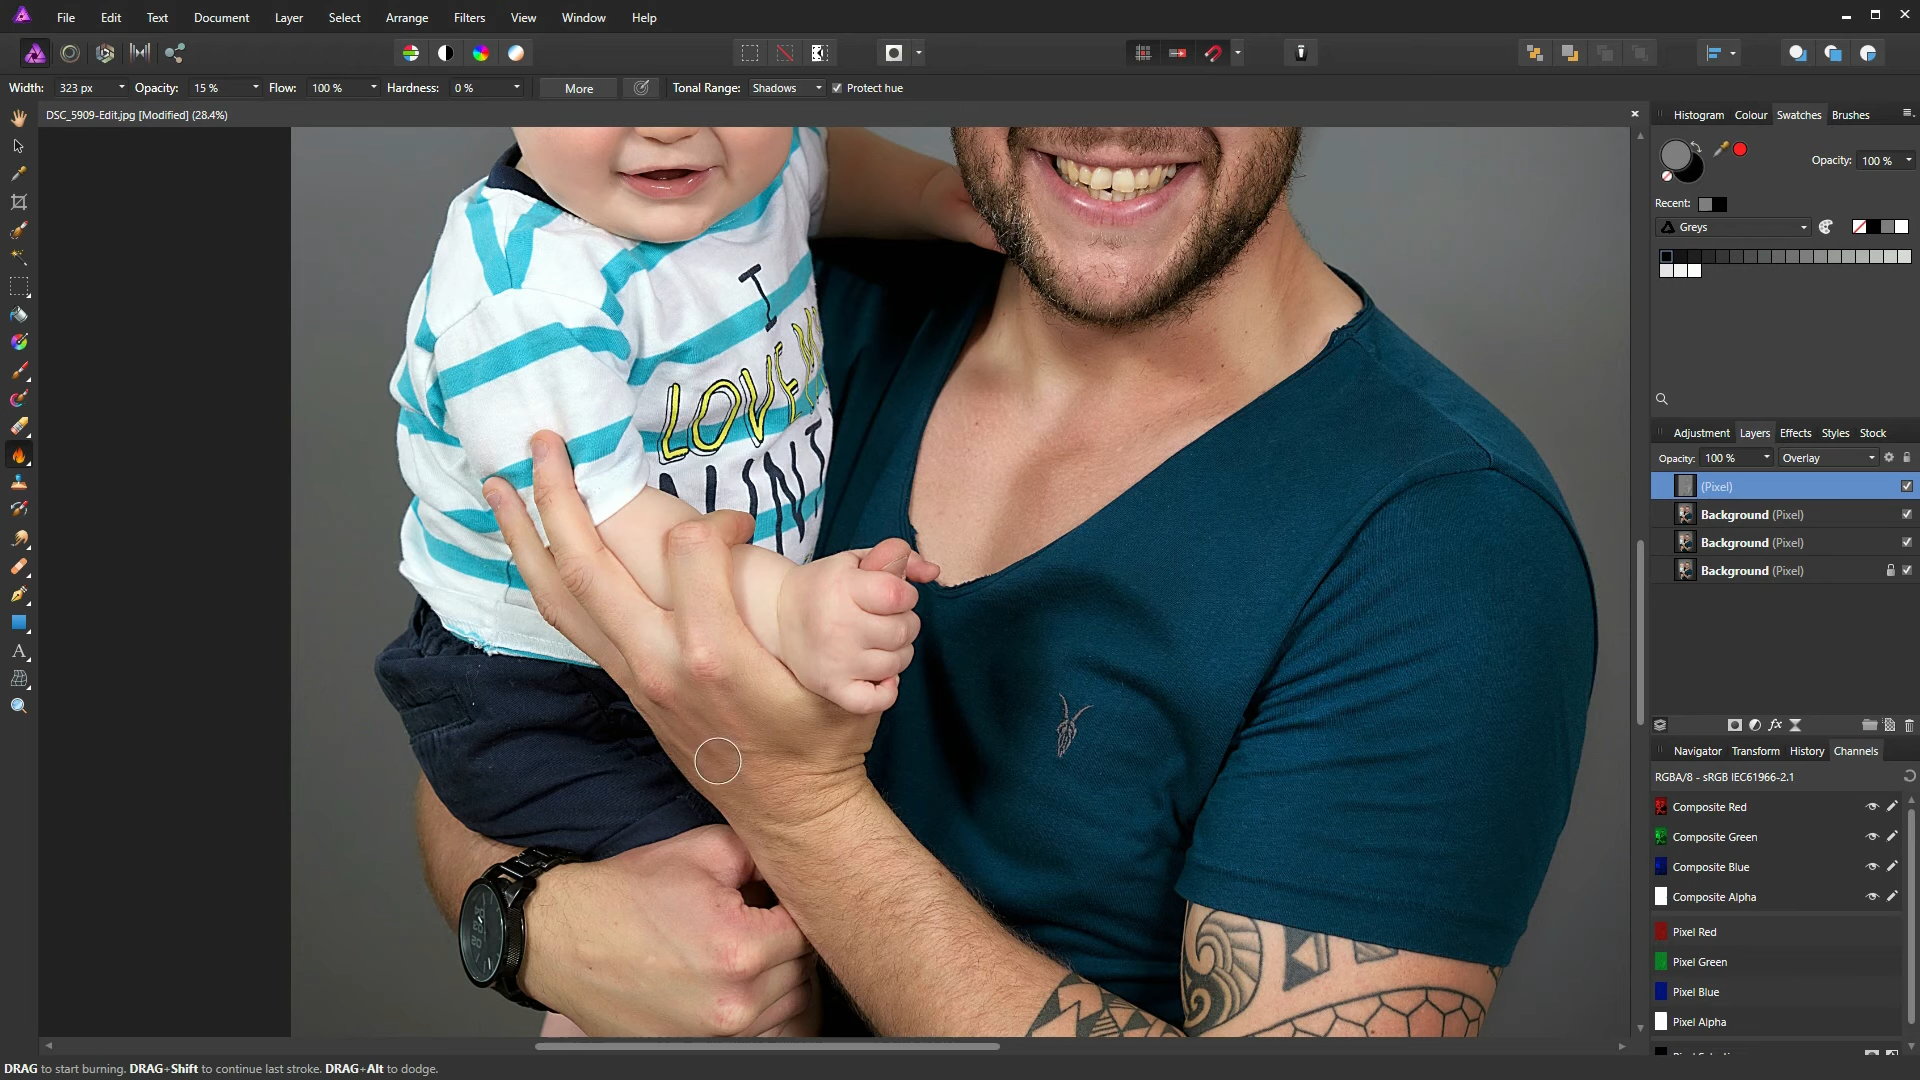 File Edit Text Document Layer Select Arrange Filters View Window Help
Width: 323 px Opacity: 15 % Flow: 100 % Hardness: 0 % More Tonal Range: Shadows Protect hue
DSC_5909-Edit.jpg [Modified] (28.4%)
Histogram Colour Swatches Brushes
Opacity: 100 %
Recent:
Greys
I
LOVE M
UNT
Adjustment Layers Effects Styles Stock
Opacity: 100 % Overlay
(Pixel)
Background (Pixel)
Background (Pixel)
Background (Pixel)
Navigator Transform History Channels
RGBA/8 - sRGB IEC61966-2.1
Composite Red
Composite Green
Composite Blue
Composite Alpha
Pixel Red
Pixel Green
Pixel Blue
Pixel Alpha
DRAG to start burning. DRAG+Shift to continue last stroke. DRAG+Alt to dodge.